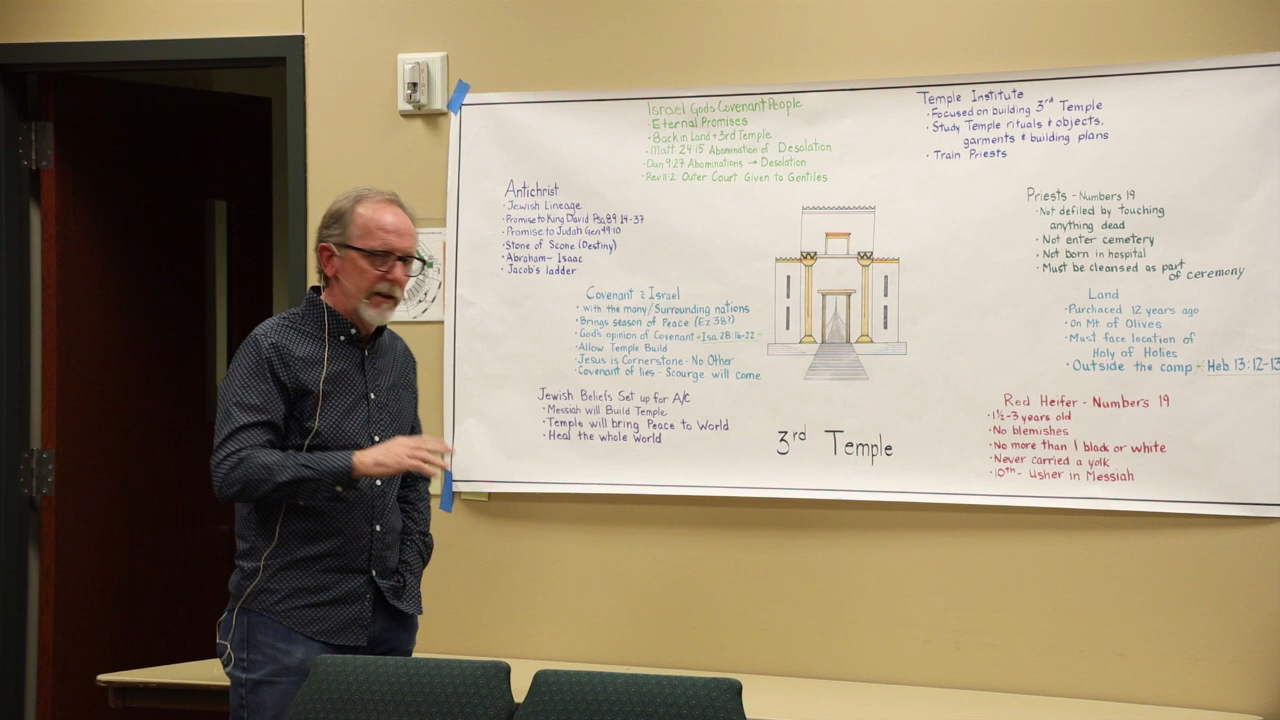 Israel Gods Covenant People
• Eternal Promises
• Back in Land + 3rd Temple
• Matt 24:15 Abomination of Desolation
• Dan 9:27 Abominations → Desolation
• Rev 11:2 Outer Court Given to Gentiles
Temple Institute
• Focused on building 3rd Temple
• Study Temple rituals & objects,
garments & building plans
• Train Priests
Antichrist
• Jewish Lineage
• Promise to King David Psa 89 14-37
• Promise to Judah Gen 49:10
• Stone of Scone (Destiny)
• Abraham - Isaac
• Jacob's ladder
Priests - Numbers 19
• Not defiled by touching
anything dead
• Not enter cemetery
• Not born in hospital
• Must be cleansed as part
of ceremony
Covenant & Israel
• With the many/Surrounding nations
• Brings season of Peace (Ez 38?)
• God's opinion of Covenant • Isa 28:16-22
• Allow Temple Build
• Jesus is Cornerstone - No Other
• Covenant of lies - Scourge will come
Land
• Purchased 12 years ago
• On Mt of Olives
• Must face location of
Holy of Holies
• Outside the camp Heb 13:12-13
Jewish Beliefs Set up for A/C
• Messiah will Build Temple
• Temple will bring Peace to World
• Heal the whole World
Red Heifer - Numbers 19
• 1½-3 years old
• No blemishes
• No more than 1 black or white
• Never carried a yolk
• 10th - Usher in Messiah
3rd Temple